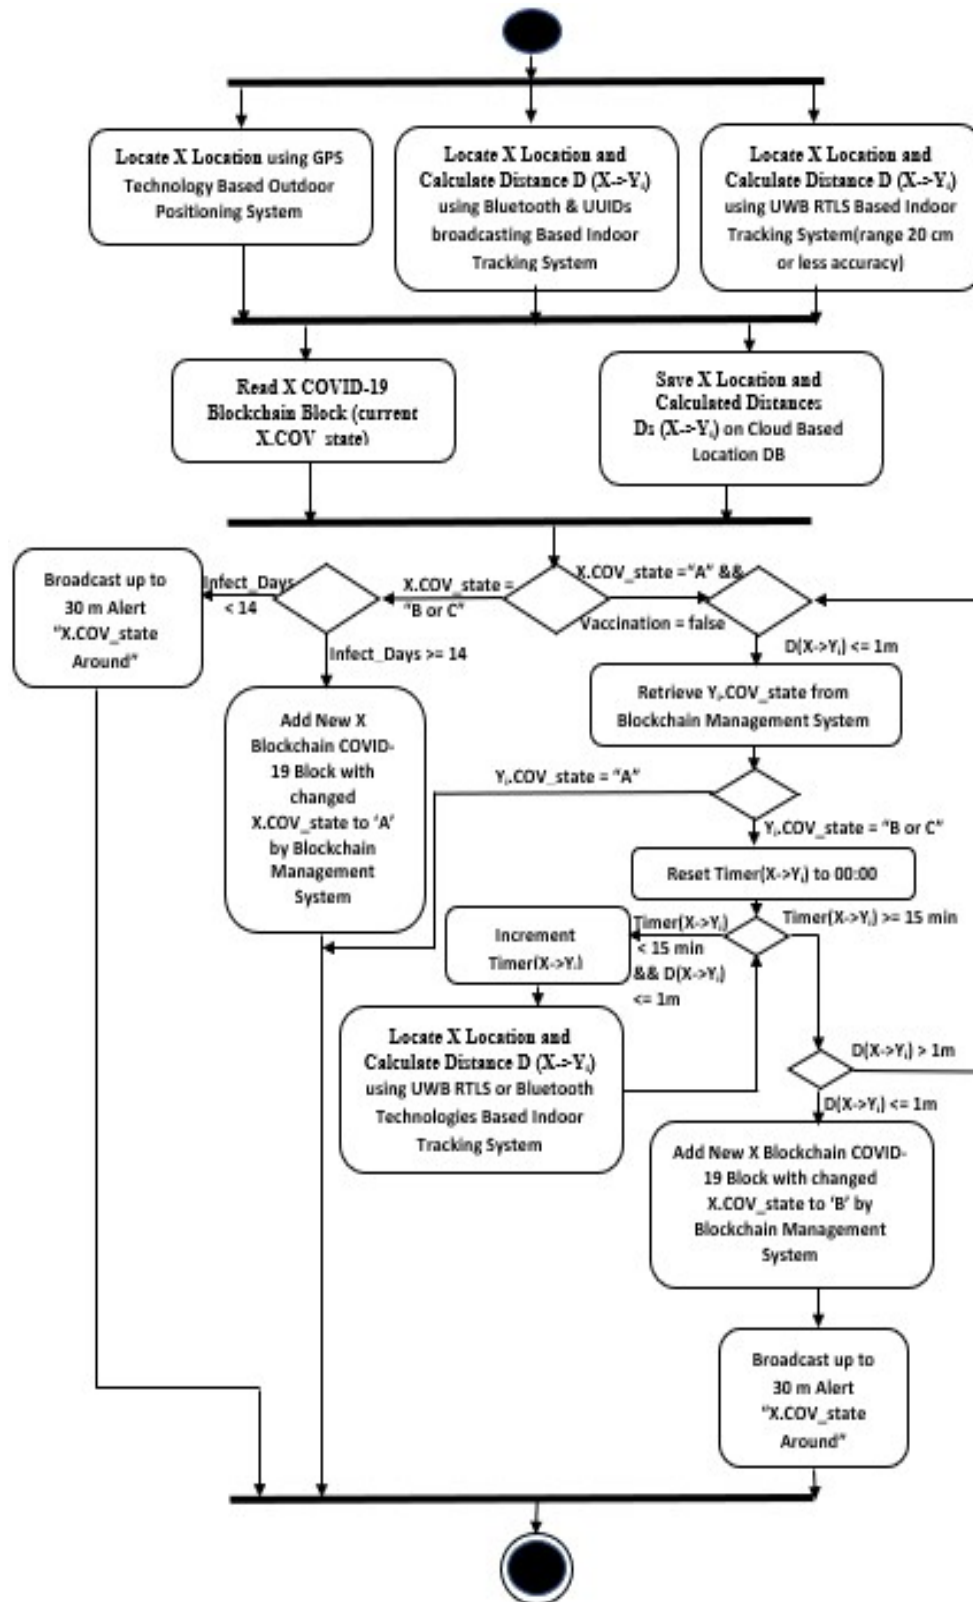 Locate X Location using GPS
Technology Based Outdoor
Positioning System
Locate X Location and
Calculate Distance D (X->Yᵢ)
using Bluetooth & UUIDs
broadcasting Based Indoor
Tracking System
Locate X Location and
Calculate Distance D (X->Yᵢ)
using UWB RTLS Based Indoor
Tracking System(range 20 cm
or less accuracy)
Read X COVID-19
Blockchain Block (current
X.COV_state)
Save X Location and
Calculated Distances
Ds (X->Yᵢ) on Cloud Based
Location DB
Broadcast up to
30 m Alert
“X.COV_state
Around”
Infect_Days
< 14
X.COV_state =
“B or C”
X.COV_state =“A” &&
Vaccination = false
Infect_Days >= 14
D(X->Yᵢ) <= 1m
Add New X
Blockchain COVID-
19 Block with
changed
X.COV_state to ‘A’
by Blockchain
Management
System
Retrieve Yᵢ.COV_state from
Blockchain Management System
Yᵢ.COV_state = “A”
Yᵢ.COV_state = “B or C”
Reset Timer(X->Yᵢ) to 00:00
Increment
Timer(X->Yᵢ)
Timer(X->Yᵢ)
< 15 min
&& D(X->Yᵢ)
<= 1m
Timer(X->Yᵢ) >= 15 min
Locate X Location and
Calculate Distance D (X->Yᵢ)
using UWB RTLS or Bluetooth
Technologies Based Indoor
Tracking System
D(X->Yᵢ) > 1m
D(X->Yᵢ) <= 1m
Add New X Blockchain COVID-
19 Block with changed
X.COV_state to ‘B’ by
Blockchain Management
System
Broadcast up to
30 m Alert
“X.COV_state
Around”